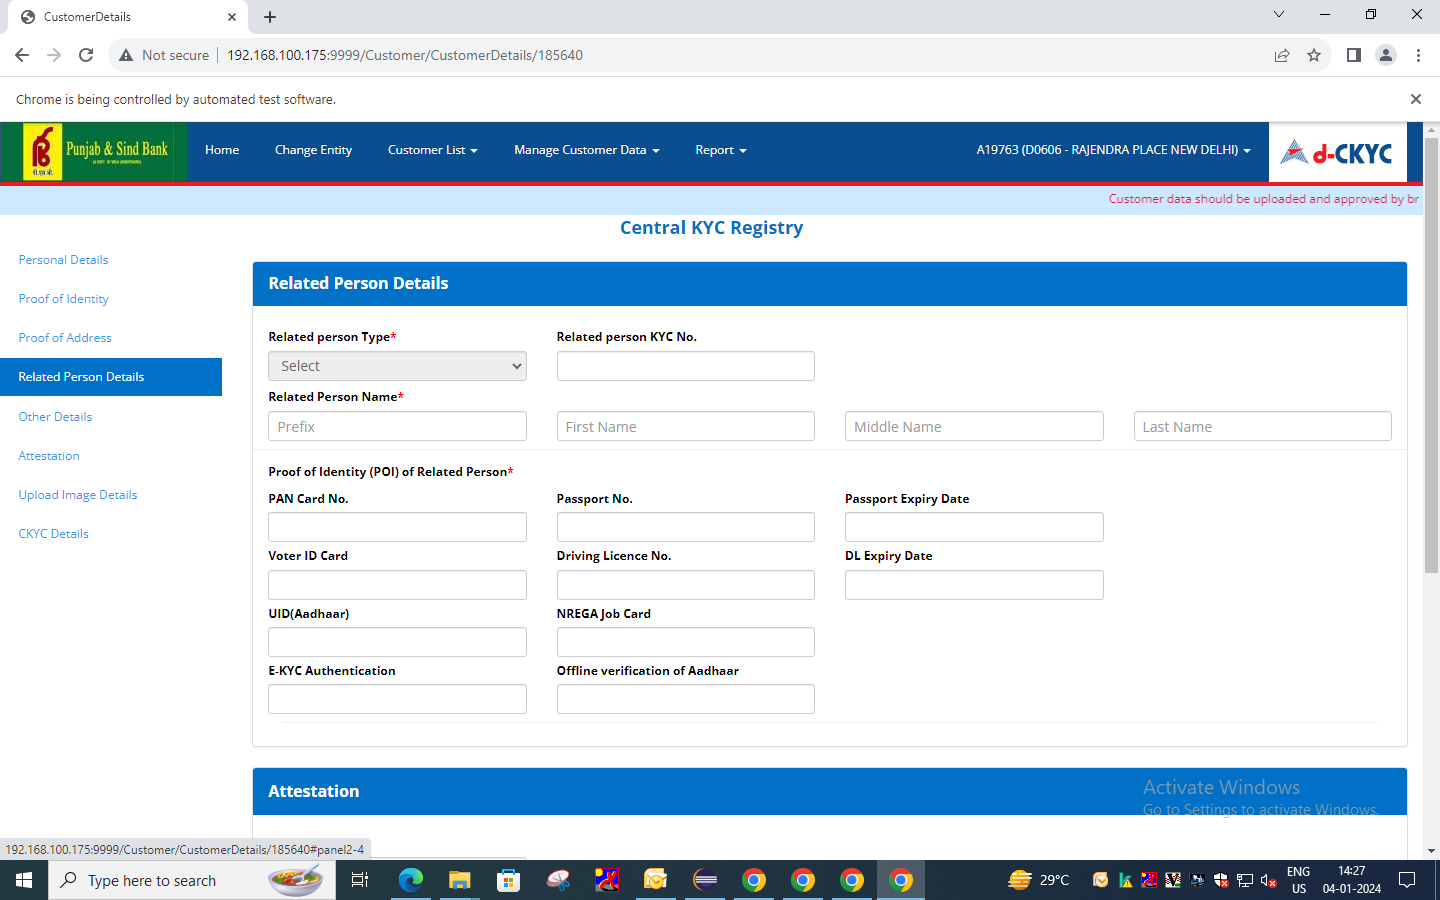 CustomerDetails
Not secure
192.168.100.175:9999/Customer/CustomerDetails/185640
Chrome is being controlled by automated test software.
पी.एस.बी.
Punjab & Sind Bank
Home
Change Entity
Customer List
Manage Customer Data
Report
A19763 (D0606 - RAJENDRA PLACE NEW DELHI)
d-CKYC
Customer data should be uploaded and approved by br
Central KYC Registry
Personal Details
Proof of Identity
Proof of Address
Related Person Details
Other Details
Attestation
Upload Image Details
CKYC Details
Related Person Details
Related person Type*
Related person KYC No.
Select
Related Person Name*
Prefix
First Name
Middle Name
Last Name
Proof of Identity (POI) of Related Person*
PAN Card No.
Passport No.
Passport Expiry Date
Voter ID Card
Driving Licence No.
DL Expiry Date
UID(Aadhaar)
NREGA Job Card
E-KYC Authentication
Offline verification of Aadhaar
Attestation
Activate Windows
Go to Settings to activate Windows.
192.168.100.175:9999/Customer/CustomerDetails/185640#panel2-4
Type here to search
29°C
ENG
US
14:27
04-01-2024